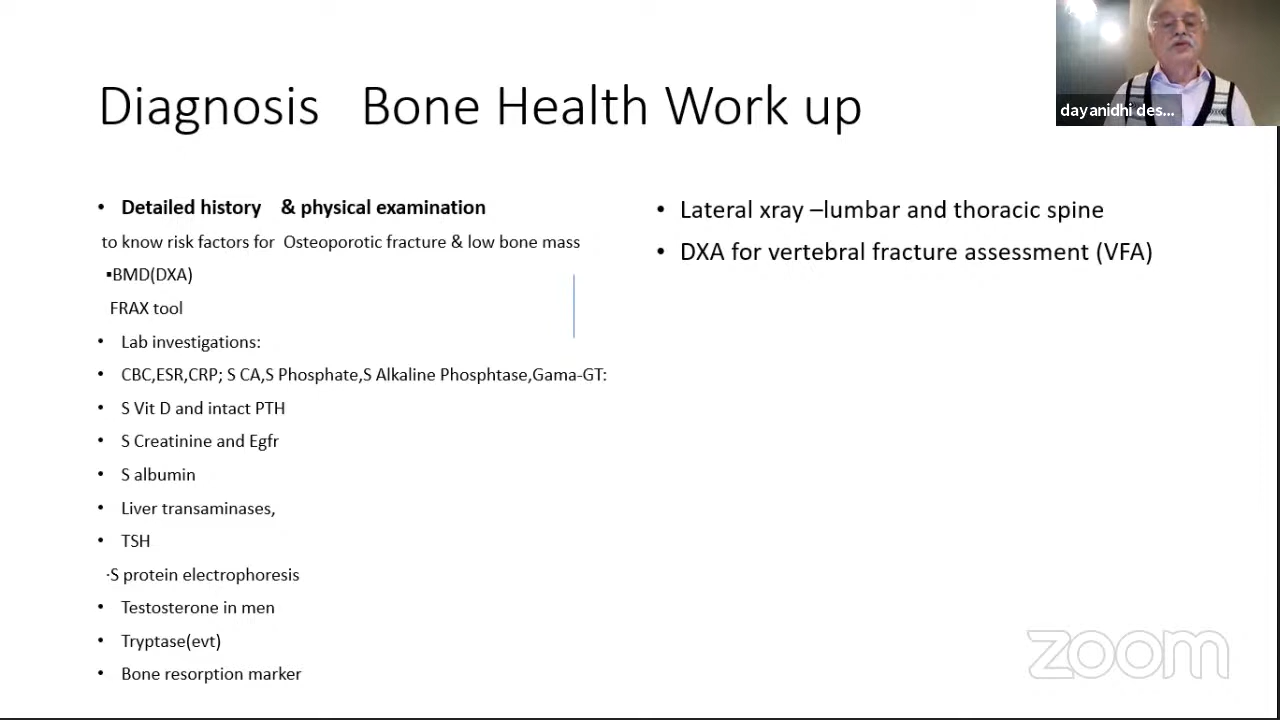 Diagnosis Bone Health Work up
• Detailed history & physical examination
to know risk factors for Osteoporotic fracture & low bone mass
▪BMD(DXA)
FRAX tool
• Lab investigations:
• CBC,ESR,CRP; S CA,S Phosphate,S Alkaline Phosphtase,Gama-GT:
• S Vit D and intact PTH
• S Creatinine and Egfr
• S albumin
• Liver transaminases,
• TSH
·S protein electrophoresis
• Testosterone in men
• Tryptase(evt)
• Bone resorption marker
• Lateral xray –lumbar and thoracic spine
• DXA for vertebral fracture assessment (VFA)
dayanidhi des...
zoom